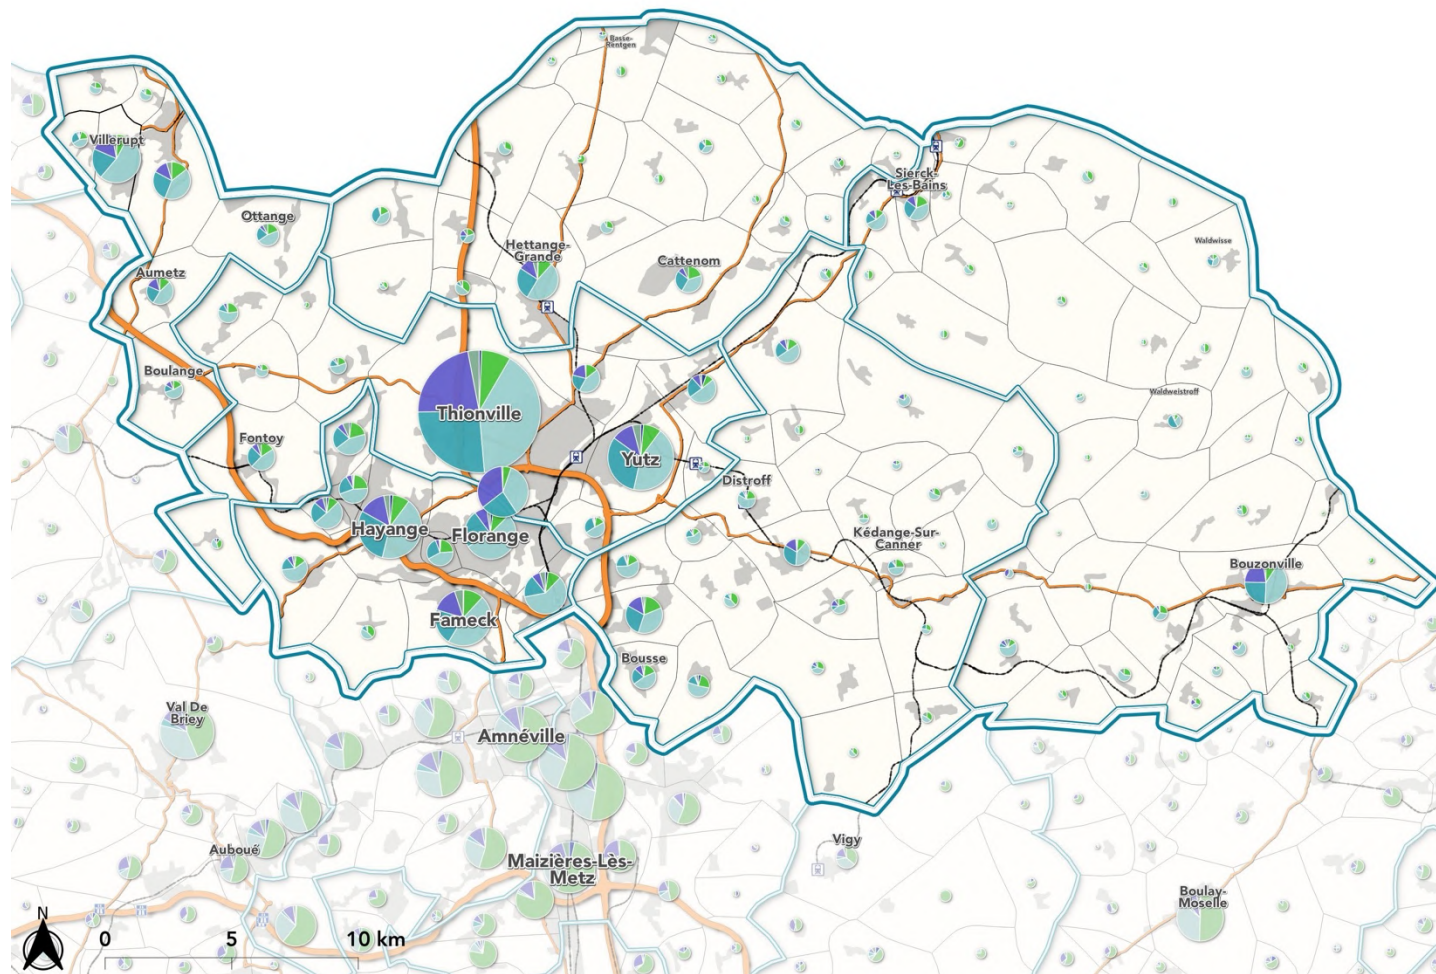 Basse-
Rentgen
Villerupt
Sierck-
Les-Bains
Ottange
Waldwisse
Hettange-
Grande
Cattenom
Aumetz
Boulange
Waldweistroff
Thionville
Fontoy
Yutz
Distroff
Hayange
Florange
Kédange-Sur-
Canner
Bouzonville
Fameck
Bousse
Val De
Briey
Amnéville
Auboué
Vigy
Maizières-Lès-
Metz
Boulay-
Moselle
N
0 5 10 km